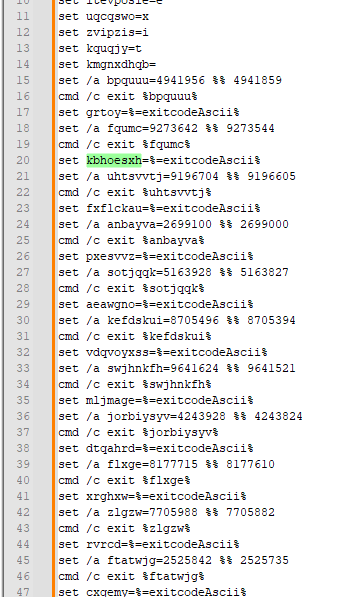 11 set uqcqswo=x
12 set zvipzis=i
13 set kquqjy=t
14 set kmgnxdhqb=
15 set /a bpquuu=4941956 %% 4941859
16 cmd /c exit %bpquuu%
17 set grtoy=%=exitcodeAscii%
18 set /a fqumc=9273642 %% 9273544
19 cmd /c exit %fqumc%
20 set kbhoesxh=%=exitcodeAscii%
21 set /a uhtsvvtj=9196704 %% 9196605
22 cmd /c exit %uhtsvvtj%
23 set fxflckau=%=exitcodeAscii%
24 set /a anbayva=2699100 %% 2699000
25 cmd /c exit %anbayva%
26 set pxesvvz=%=exitcodeAscii%
27 set /a sotjqqk=5163928 %% 5163827
28 cmd /c exit %sotjqqk%
29 set aeawgno=%=exitcodeAscii%
30 set /a kefdskui=8705496 %% 8705394
31 cmd /c exit %kefdskui%
32 set vdqvoyxss=%=exitcodeAscii%
33 set /a swjhnkfh=9641624 %% 9641521
34 cmd /c exit %swjhnkfh%
35 set mljmage=%=exitcodeAscii%
36 set /a jorbiysyv=4243928 %% 4243824
37 cmd /c exit %jorbiysyv%
38 set dtqahrd=%=exitcodeAscii%
39 set /a flxge=8177715 %% 8177610
40 cmd /c exit %flxge%
41 set xrghxw=%=exitcodeAscii%
42 set /a zlgzw=7705988 %% 7705882
43 cmd /c exit %zlgzw%
44 set rvrcd=%=exitcodeAscii%
45 set /a ftatwjg=2525842 %% 2525735
46 cmd /c exit %ftatwjg%
47 set cxqemy=%=exitcodeAscii%